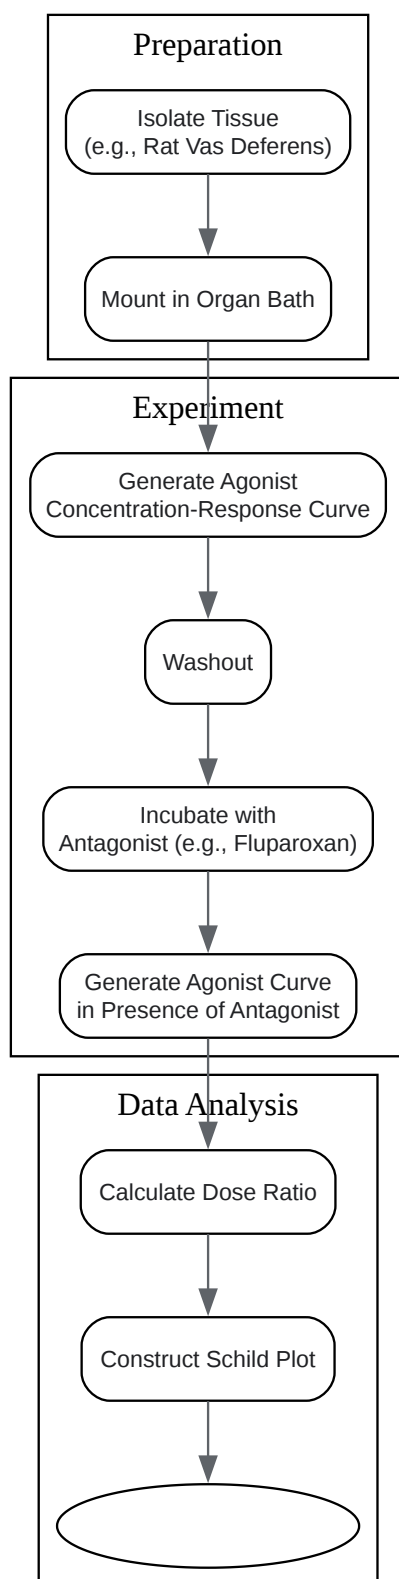 Preparation
Isolate Tissue
(e.g., Rat Vas Deferens)
Mount in Organ Bath
Experiment
Generate Agonist
Concentration-Response Curve
Washout
Incubate with
Antagonist (e.g., Fluparoxan)
Generate Agonist Curve
in Presence of Antagonist
Data Analysis
Calculate Dose Ratio
Construct Schild Plot